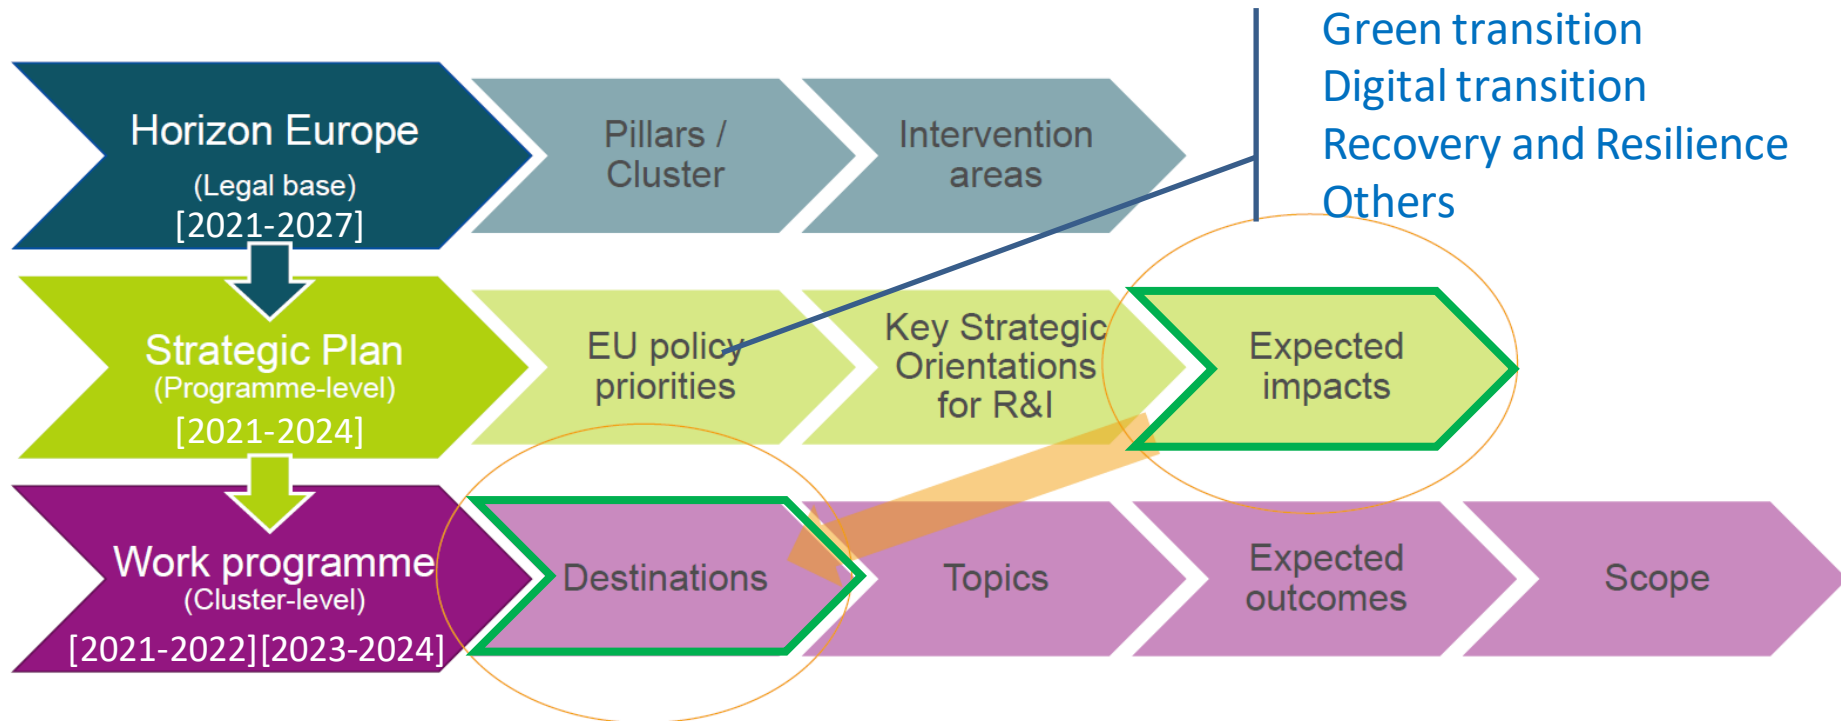 Green transition
Digital transition
Recovery and Resilience
Others
Horizon Europe
(Legal base)
[2021-2027]
Pillars /
Cluster
Intervention
areas
Strategic Plan
(Programme-level)
[2021-2024]
EU policy
priorities
Key Strategic
Orientations
for R&I
Expected
impacts
Work programme
(Cluster-level)
[2021-2022][2023-2024]
Destinations
Topics
Expected
outcomes
Scope